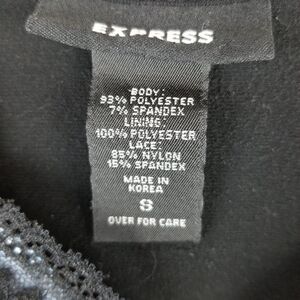 EXPRESS
BODY:
93% POLYESTER
7% SPANDEX
LINING:
100% POLYESTER
LACE:
85% NYLON
15% SPANDEX
MADE IN
KOREA
S
OVER FOR CARE